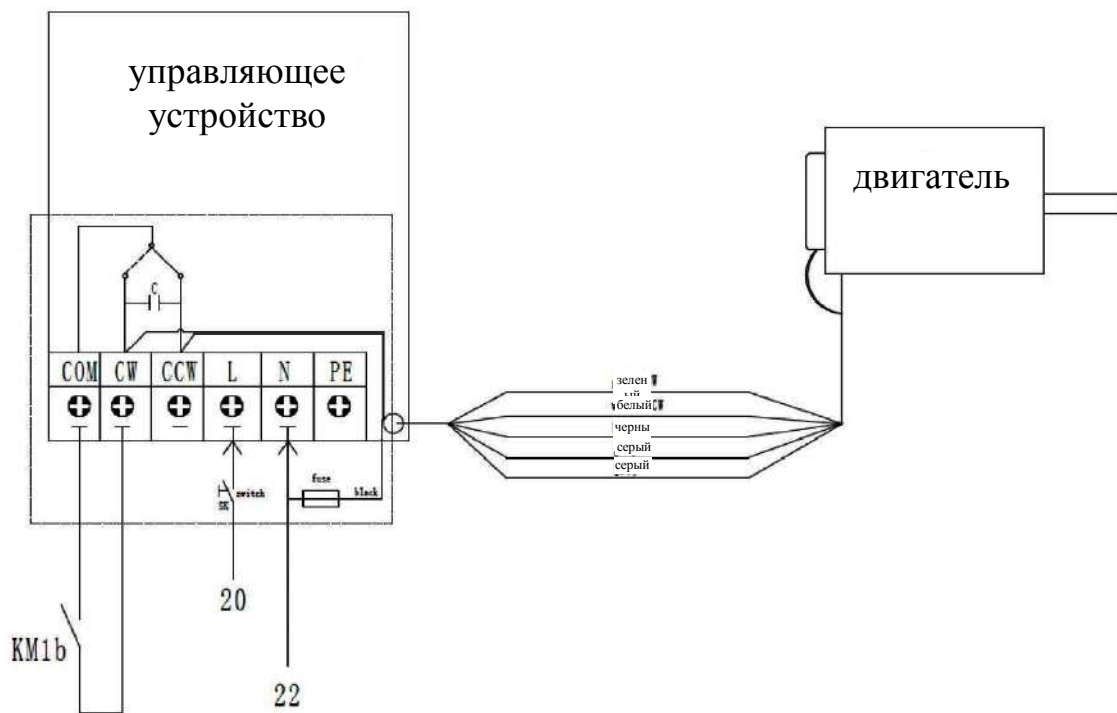 управляющее
устройство
двигатель
C
COM CW CCW L N PE
зелен
белый CW
черны
серый
серый
fuse
switch
black
SK
20
KM1b
22